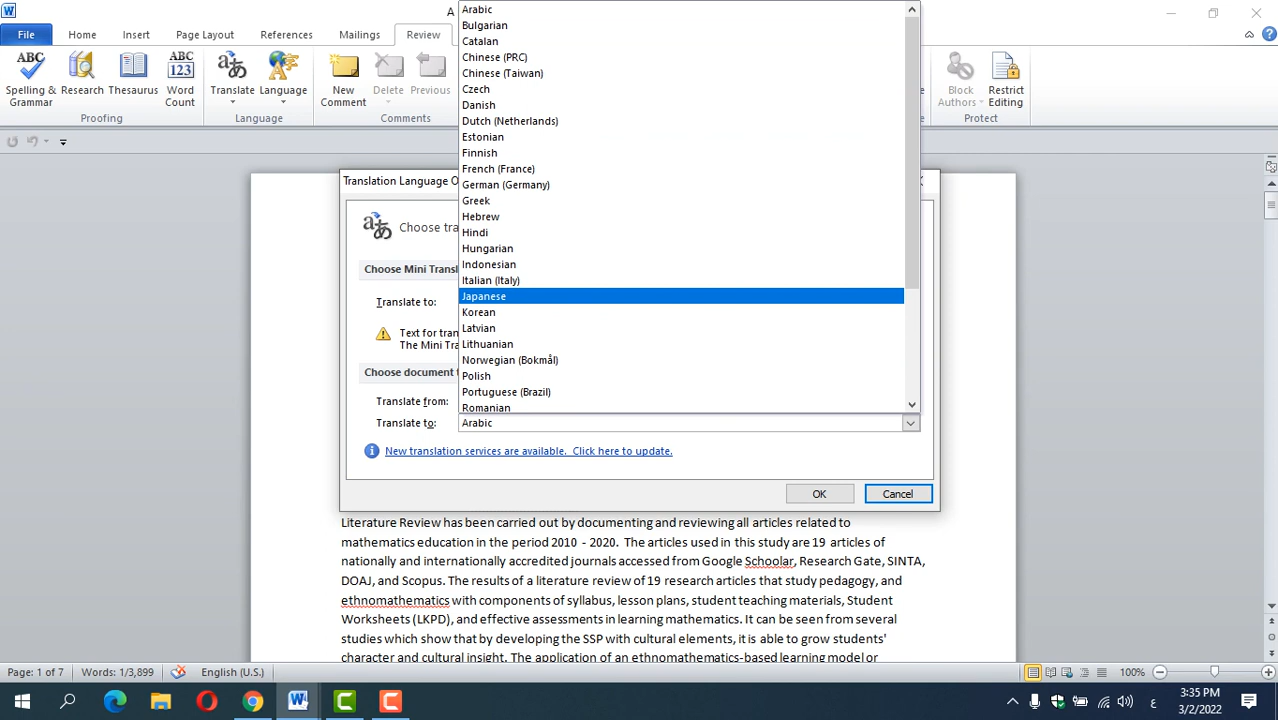 W
A
File
Home
Insert
Page Layout
References
Mailings
Review
ABC
Spelling &
Grammar
Research
Thesaurus
ABC
123
Word
Count
Translate
Language
New
Comment
Delete
Previous
Block
Authors
Restrict
Editing
Proofing
Language
Comments
Protect
Arabic
Bulgarian
Catalan
Chinese (PRC)
Chinese (Taiwan)
Czech
Danish
Dutch (Netherlands)
Estonian
Finnish
French (France)
German (Germany)
Greek
Hebrew
Hindi
Hungarian
Indonesian
Italian (Italy)
Japanese
Korean
Latvian
Lithuanian
Norwegian (Bokmål)
Polish
Portuguese (Brazil)
Romanian
Translation Language O
Choose tra
Choose Mini Transl
Translate to:
Text for tran
The Mini Tra
Choose document t
Translate from:
Translate to: Arabic
New translation services are available. Click here to update.
OK
Cancel
Literature Review has been carried out by documenting and reviewing all articles related to
mathematics education in the period 2010 - 2020. The articles used in this study are 19 articles of
nationally and internationally accredited journals accessed from Google Schoolar, Research Gate, SINTA,
DOAJ, and Scopus. The results of a literature review of 19 research articles that study pedagogy, and
ethnomathematics with components of syllabus, lesson plans, student teaching materials, Student
Worksheets (LKPD), and effective assessments in learning mathematics. It can be seen from several
studies which show that by developing the SSP with cultural elements, it is able to grow students'
character and cultural insight. The application of an ethnomathematics-based learning model or
Page: 1 of 7
Words: 1/3,899
English (U.S.)
100%
ع
3:35 PM
3/2/2022